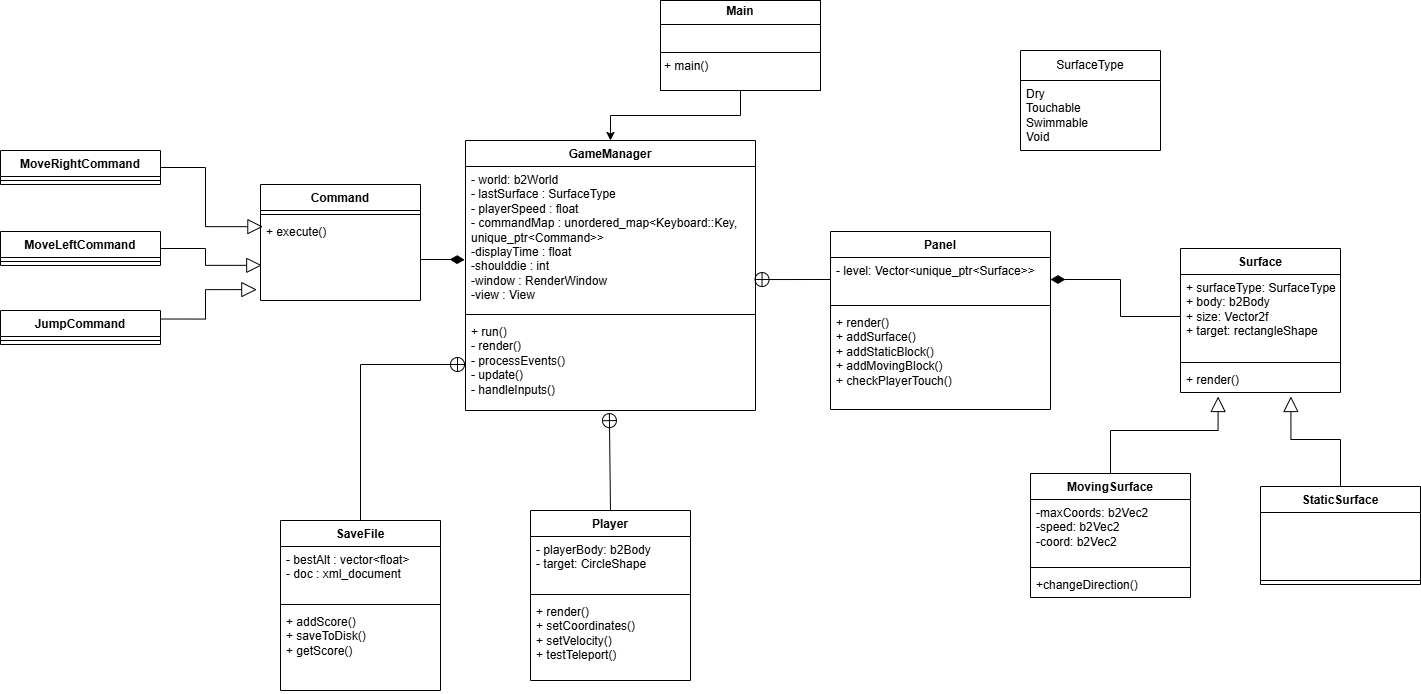 Main
+ main()
SurfaceType
Dry
Touchable
Swimmable
Void
MoveRightCommand
MoveLeftCommand
JumpCommand
Command
+ execute()
GameManager
- world: b2World
- lastSurface : SurfaceType
- playerSpeed : float
- commandMap : unordered_map<Keyboard::Key,
unique_ptr<Command>>
-displayTime : float
-shoulddie : int
-window : RenderWindow
-view : View
+ run()
- render()
- processEvents()
- update()
- handleInputs()
Panel
- level: Vector<unique_ptr<Surface>>
+ render()
+ addSurface()
+ addStaticBlock()
+ addMovingBlock()
+ checkPlayerTouch()
Surface
+ surfaceType: SurfaceType
+ body: b2Body
+ size: Vector2f
+ target: rectangleShape
+ render()
MovingSurface
-maxCoords: b2Vec2
-speed: b2Vec2
-coord: b2Vec2
+changeDirection()
StaticSurface
SaveFile
- bestAlt : vector<float>
- doc : xml_document
+ addScore()
+ saveToDisk()
+ getScore()
Player
- playerBody: b2Body
- target: CircleShape
+ render()
+ setCoordinates()
+ setVelocity()
+ testTeleport()